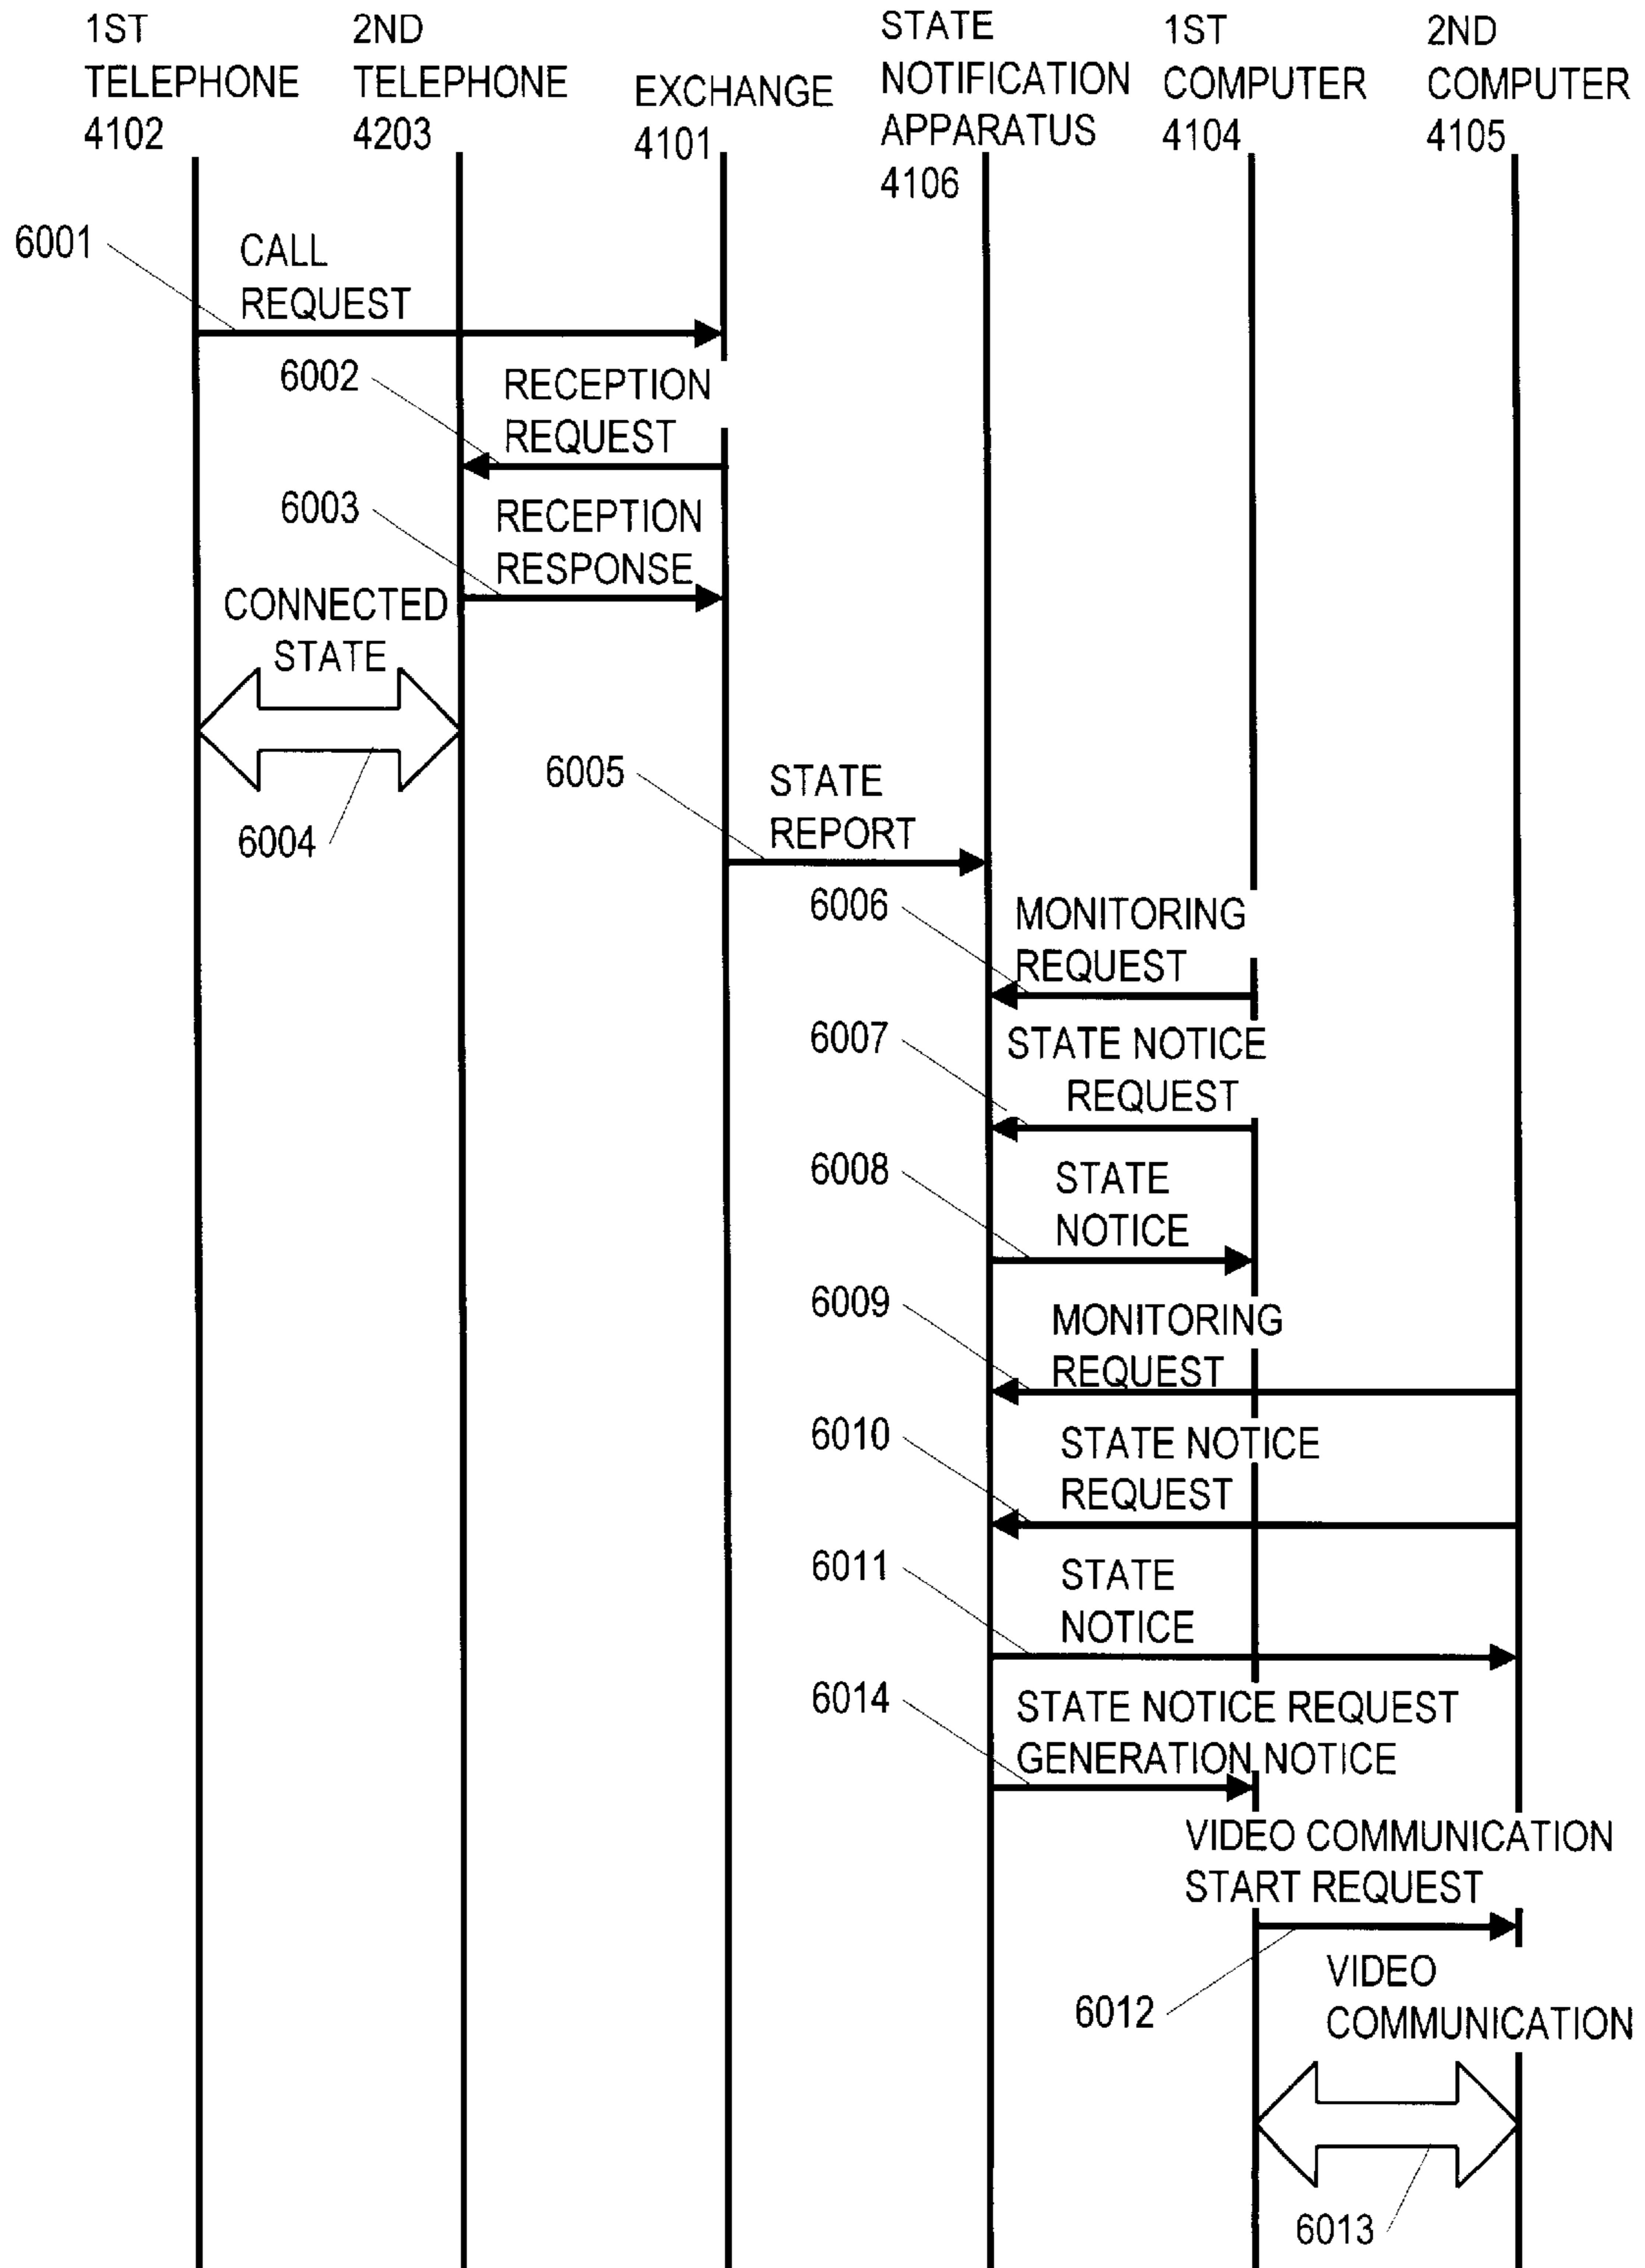 1ST
TELEPHONE
4102
2ND
TELEPHONE
4203
EXCHANGE
4101
STATE
NOTIFICATION
APPARATUS
4106
1ST
COMPUTER
4104
2ND
COMPUTER
4105
6001
CALL
REQUEST
6002
RECEPTION
REQUEST
6003
RECEPTION
RESPONSE
CONNECTED
STATE
6004
6005
STATE
REPORT
6006
MONITORING
REQUEST
6007
STATE NOTICE
REQUEST
6008
STATE
NOTICE
6009
MONITORING
REQUEST
6010
STATE NOTICE
REQUEST
6011
STATE
NOTICE
6014
STATE NOTICE REQUEST
GENERATION NOTICE
VIDEO COMMUNICATION
START REQUEST
6012
VIDEO
COMMUNICATION
6013